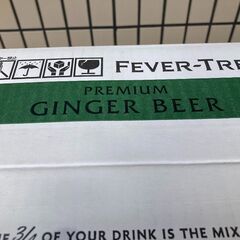 FEVER-TRE
PREMIUM
GINGER BEER
3/4 OF YOUR DRINK IS THE MIX